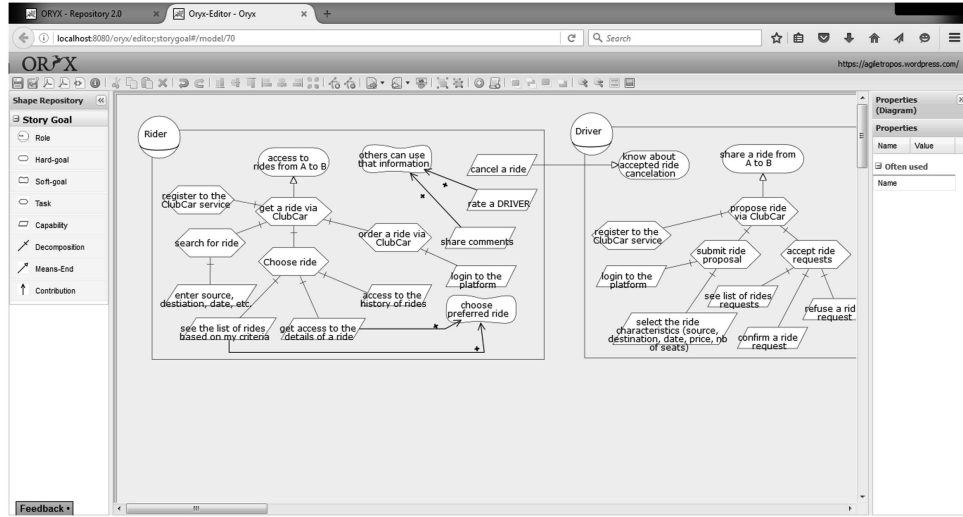 ORYX - Repository 2.0
Oryx-Editor - Oryx
localhost:8080/oryx/editor;storygoal#/model/70
Search
ORYX
https://agiletropos.wordpress.com/
Shape Repository
Story Goal
Role
Hard-goal
Soft-goal
Task
Capability
Decomposition
Means-End
Contribution
Rider
access to
rides from A to B
others can use
that information
cancel a ride
register to the
ClubCar service
get a ride via
ClubCar
rate a DRIVER
search for ride
order a ride via
ClubCar
share comments
Choose ride
login to the
platform
enter source,
destiation, date, etc.
access to the
history of rides
choose
preferred ride
see the list of rides
based on my criteria
get access to the
details of a ride
Driver
know about
accepted ride
cancelation
share a ride from
A to B
propose ride
via ClubCar
register to the
ClubCar service
submit ride
proposal
accept ride
requests
login to the
platform
see list of rides
requests
refuse a rid
request
select the ride
characteristics (source,
destination, date, price, nb
of seats)
confirm a ride
request
Properties
(Diagram)
Properties
Name Value
Often used
Name
Feedback